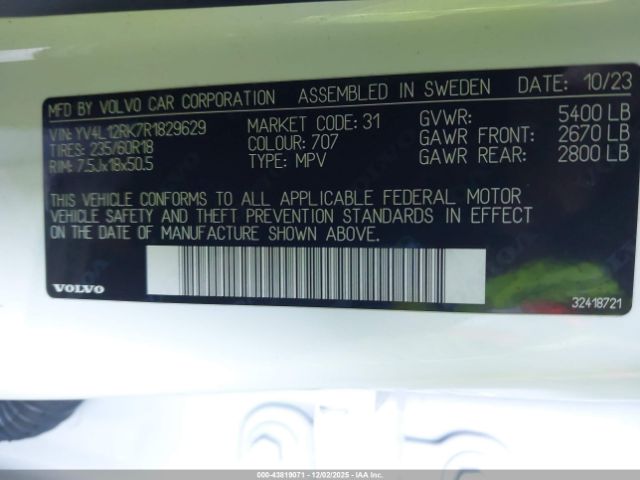 MFD BY VOLVO CAR CORPORATION ASSEMBLED IN SWEDEN DATE: 10/23
VIN: YV4L12RK7R1829629 MARKET CODE: 31 GVWR: 5400 LB
TIRES: 235/60R18 COLOUR: 707 GAWR FRONT: 2670 LB
RIM: 7.5Jx18x50.5 TYPE: MPV GAWR REAR: 2800 LB
THIS VEHICLE CONFORMS TO ALL APPLICABLE FEDERAL MOTOR
VEHICLE SAFETY AND THEFT PREVENTION STANDARDS IN EFFECT
ON THE DATE OF MANUFACTURE SHOWN ABOVE.
VOLVO 32418721
000-43819071 - 12/02/2025 - IAA Inc.